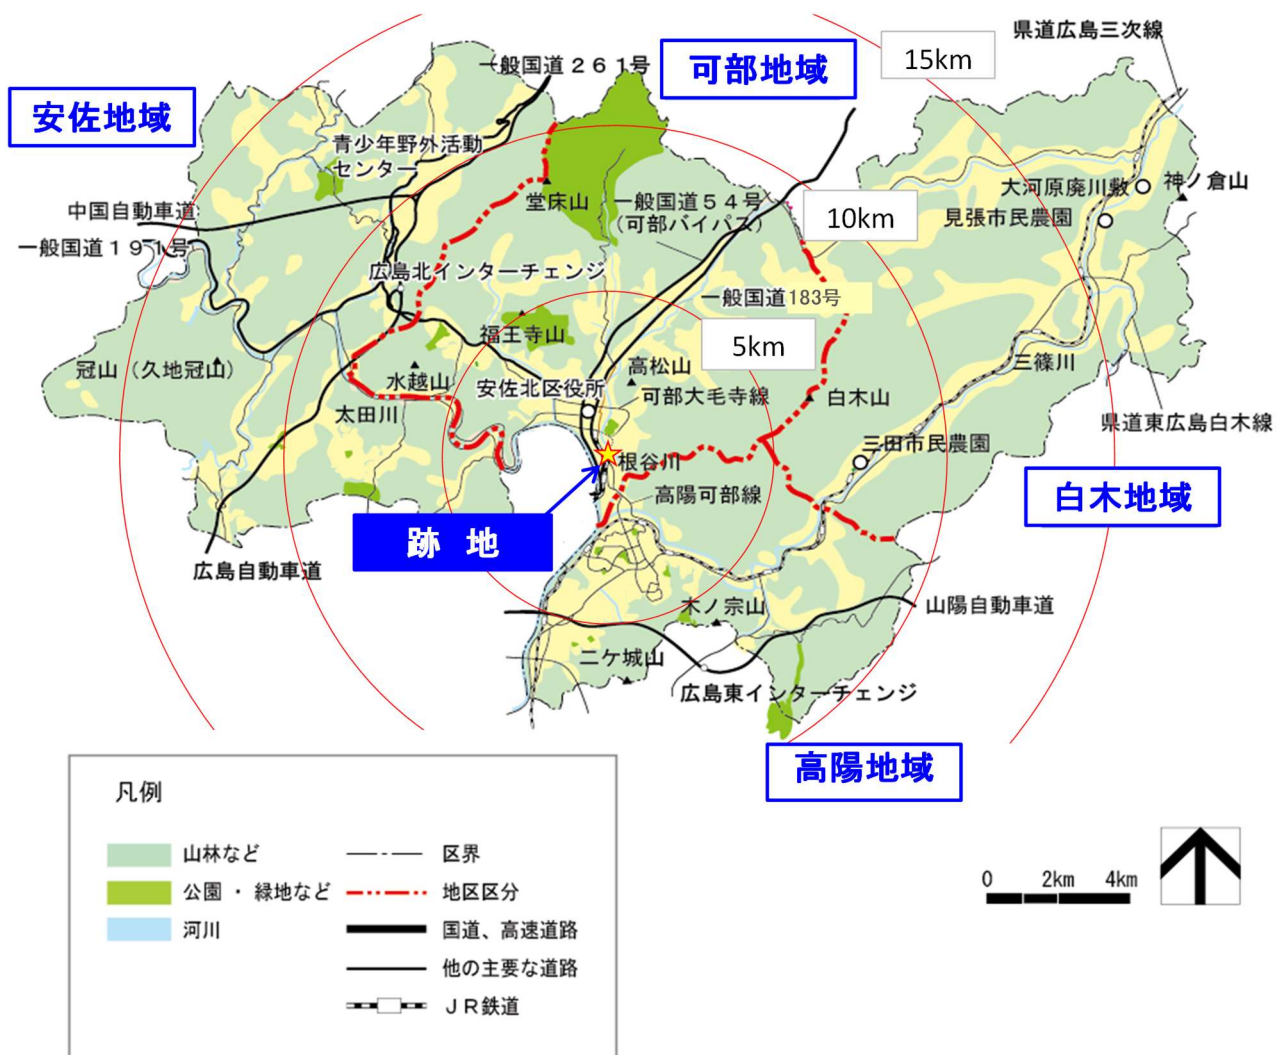 県道広島三次線
15km
可部地域
一般国道２６１号
安佐地域
青少年野外活動
センター
大河原廃川敷
神ノ倉山
堂床山
一般国道５４号
(可部バイパス)
10km
見張市民農園
中国自動車道
一般国道１９１号
広島北インターチェンジ
一般国道183号
福王寺山
5km
冠山（久地冠山）
水越山
高松山
三篠川
安佐北区役所
可部大毛寺線
白木山
太田川
県道東広島白木線
三田市民農園
根谷川
高陽可部線
白木地域
跡 地
広島自動車道
木ノ宗山
山陽自動車道
二ケ城山
広島東インターチェンジ
高陽地域
凡例
山林など
区界
公園 ・ 緑地など
地区区分
河川
国道、高速道路
他の主要な道路
ＪＲ鉄道
0 2km 4km